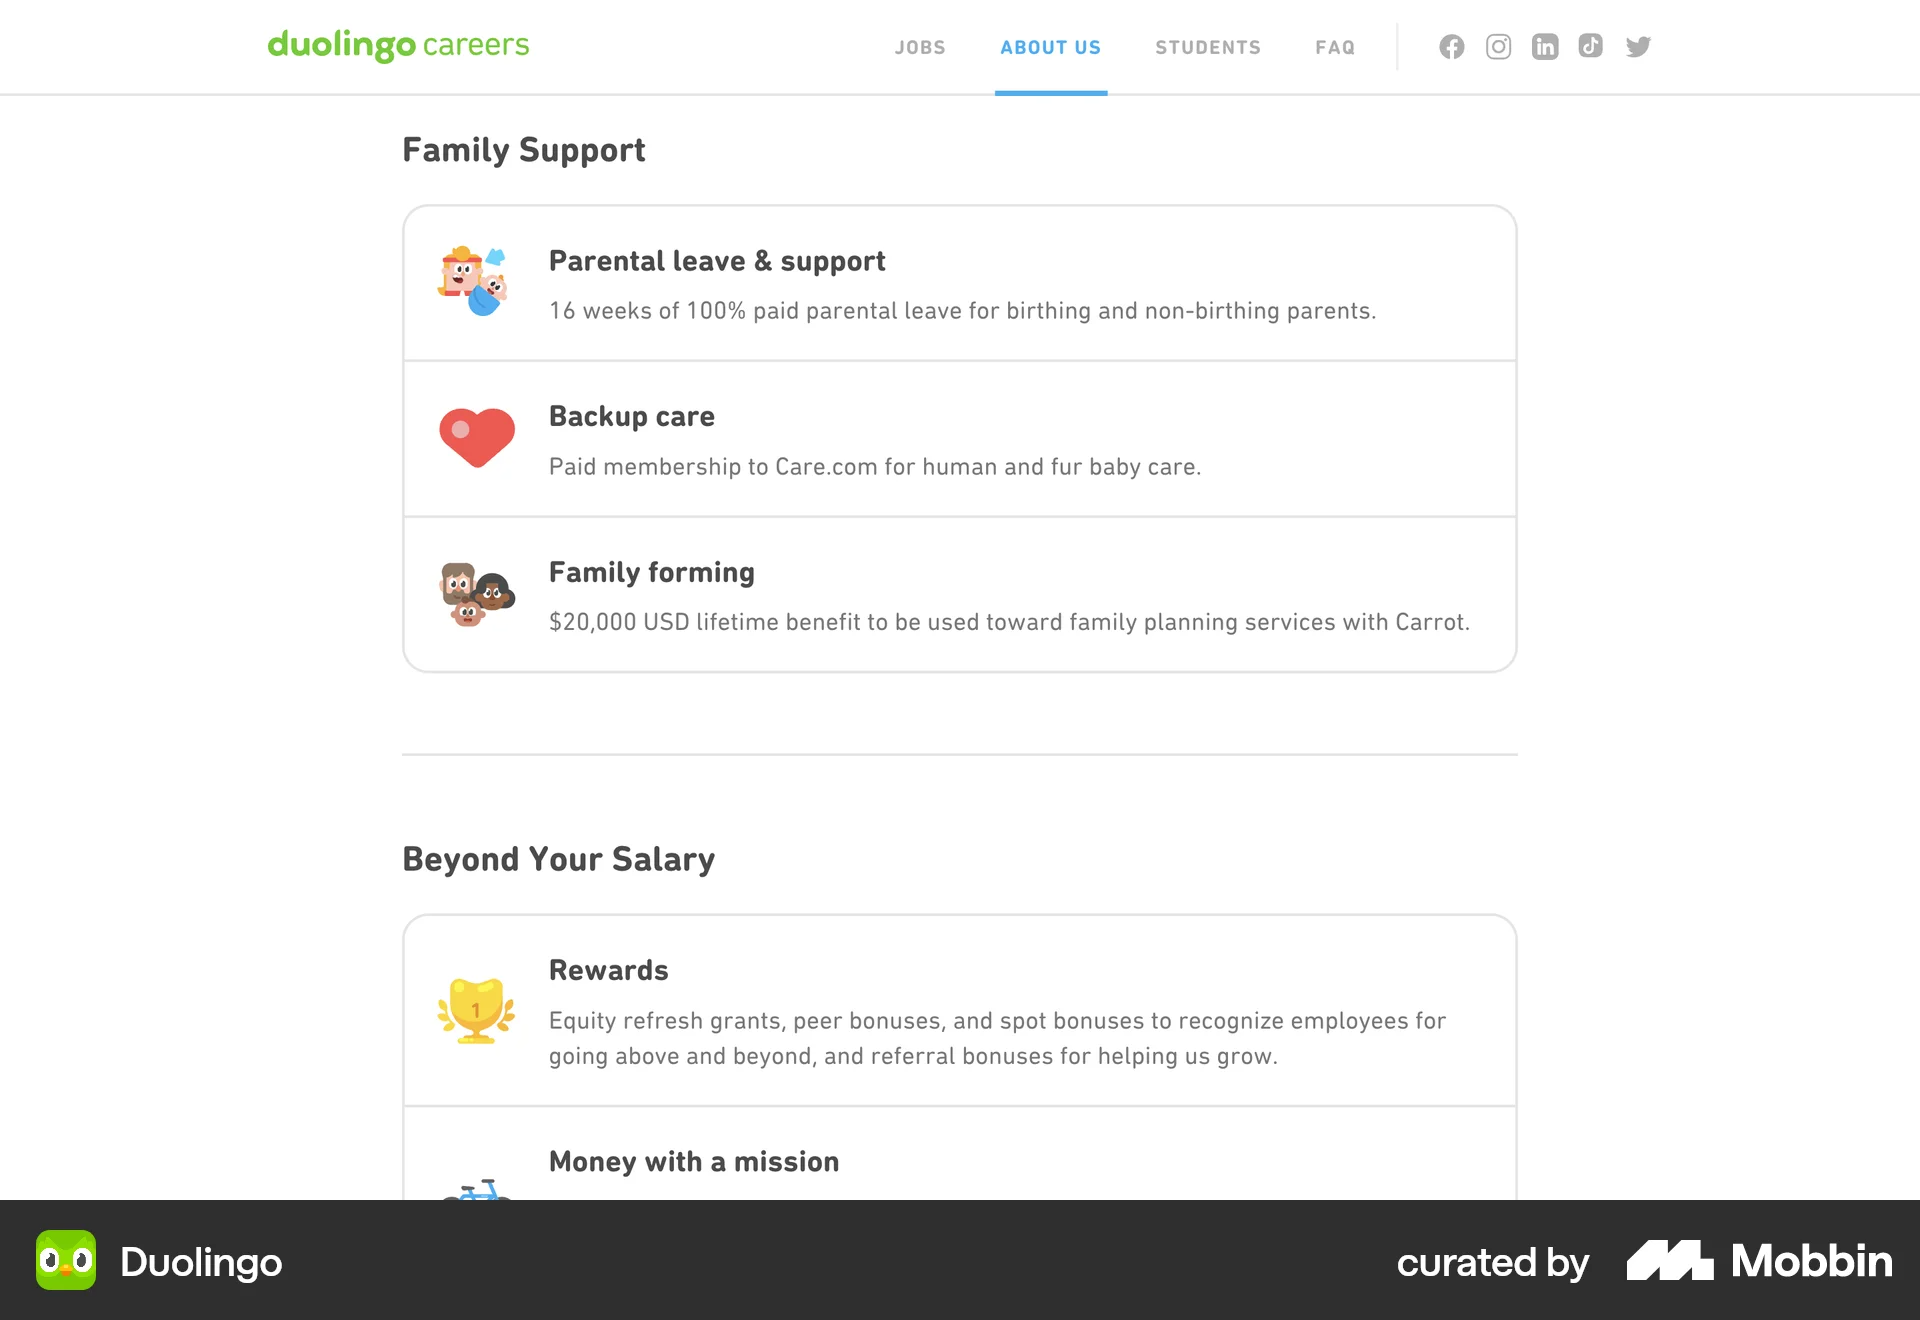 duolingo careers
JOBS
ABOUT US
STUDENTS
FAQ
Family Support
Parental leave & support
16 weeks of 100% paid parental leave for birthing and non-birthing parents.
Backup care
Paid membership to Care.com for human and fur baby care.
Family forming
$20,000 USD lifetime benefit to be used toward family planning services with Carrot.
Beyond Your Salary
1
Rewards
Equity refresh grants, peer bonuses, and spot bonuses to recognize employees for
going above and beyond, and referral bonuses for helping us grow.
Money with a mission
Duolingo
curated by
Mobbin